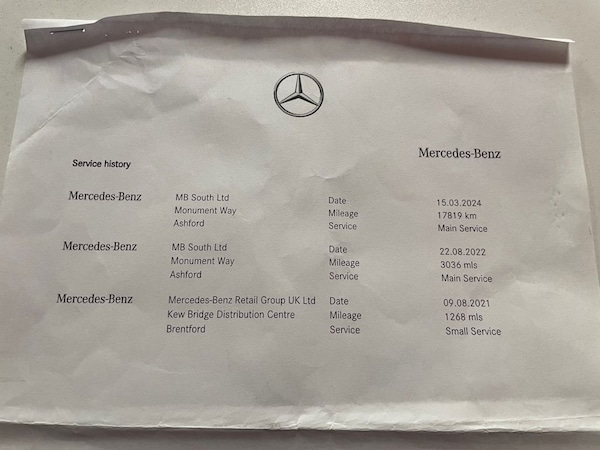 Mercedes-Benz
Service history
Mercedes-Benz MB South Ltd Date 15.03.2024
Monument Way Mileage 17819 km
Ashford Service Main Service
Mercedes-Benz MB South Ltd Date 22.08.2022
Monument Way Mileage 3036 mls
Ashford Service Main Service
Mercedes-Benz Mercedes-Benz Retail Group UK Ltd Date 09.08.2021
Kew Bridge Distribution Centre Mileage 1268 mls
Brentford Service Small Service